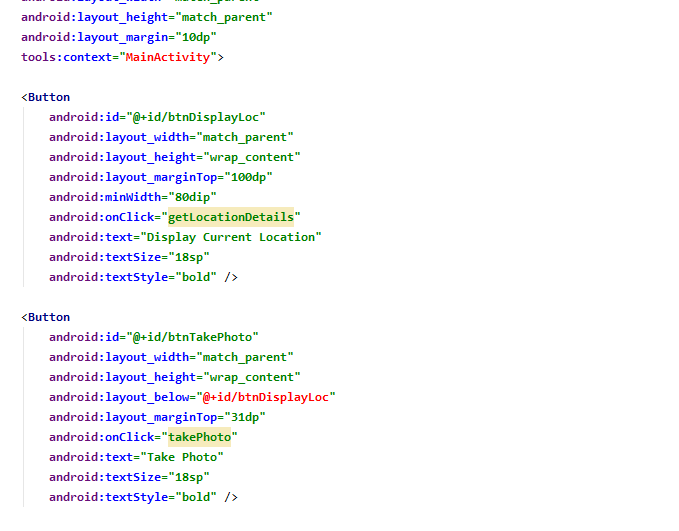 android:layout_width="match_parent"
android:layout_height="match_parent"
android:layout_margin="10dp"
tools:context="MainActivity">
<Button
android:id="@+id/btnDisplayLoc"
android:layout_width="match_parent"
android:layout_height="wrap_content"
android:layout_marginTop="100dp"
android:minWidth="80dip"
android:onClick="getLocationDetails"
android:text="Display Current Location"
android:textSize="18sp"
android:textStyle="bold" />
<Button
android:id="@+id/btnTakePhoto"
android:layout_width="match_parent"
android:layout_height="wrap_content"
android:layout_below="@+id/btnDisplayLoc"
android:layout_marginTop="31dp"
android:onClick="takePhoto"
android:text="Take Photo"
android:textSize="18sp"
android:textStyle="bold" />